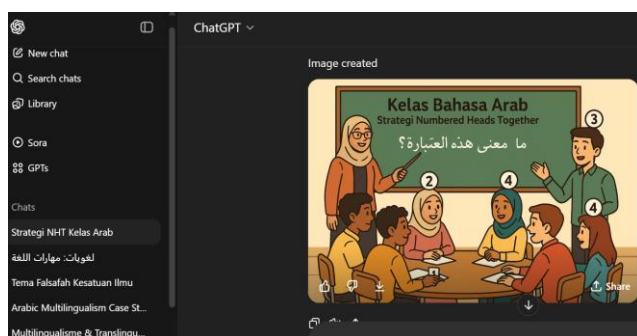 ChatGPT
New chat
Search chats
Library
Sora
GPTs
Chats
Strategi NHT Kelas Arab
لغويات: مهارات اللغة
Tema Falsafah Kesatuan Ilmu
Arabic Multilingualism Case St...
Multilingualisme & Translingu...
Image created
Kelas Bahasa Arab
Strategi Numbered Heads Together
ما معنى هذه العتبارة؟
3
2
4
4
1
Share